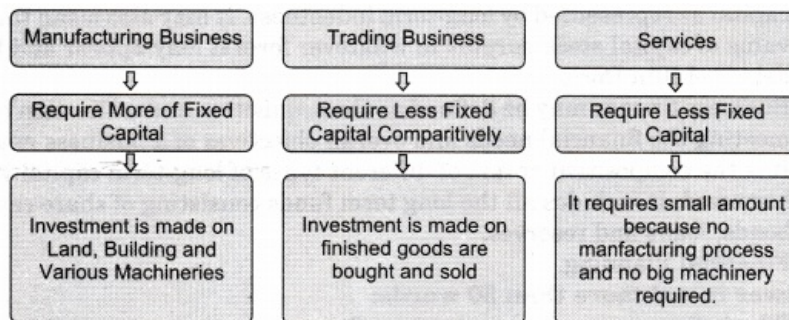 Manufacturing Business
Require More of Fixed
Capital
Investment is made on
Land, Building and
Various Machineries
Trading Business
Require Less Fixed
Capital Comparitively
Investment is made on
finished goods are
bought and sold
Services
Require Less Fixed
Capital
It requires small amount
because no
manfacturing process
and no big machinery
required.